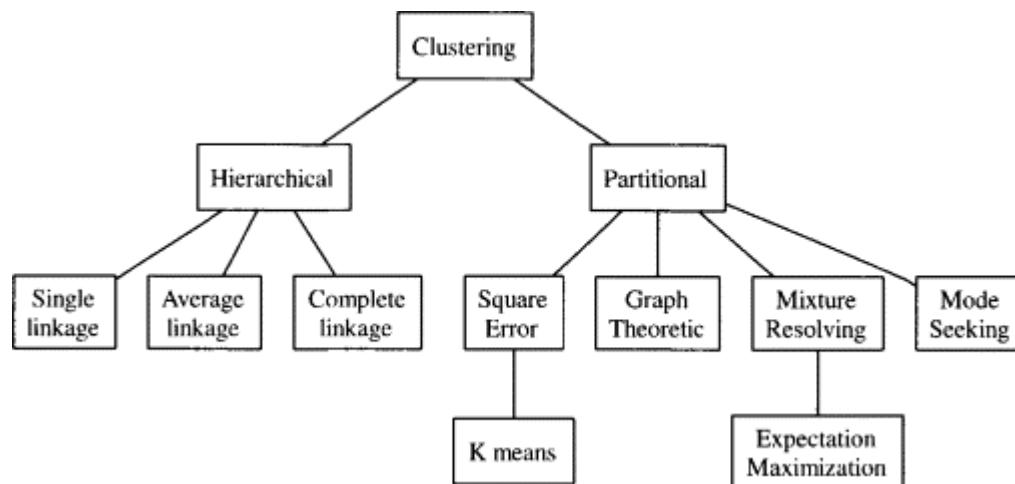 Clustering
Hierarchical
Partitional
Single
linkage
Average
linkage
Complete
linkage
Square
Error
Graph
Theoretic
Mixture
Resolving
Mode
Seeking
K means
Expectation
Maximization